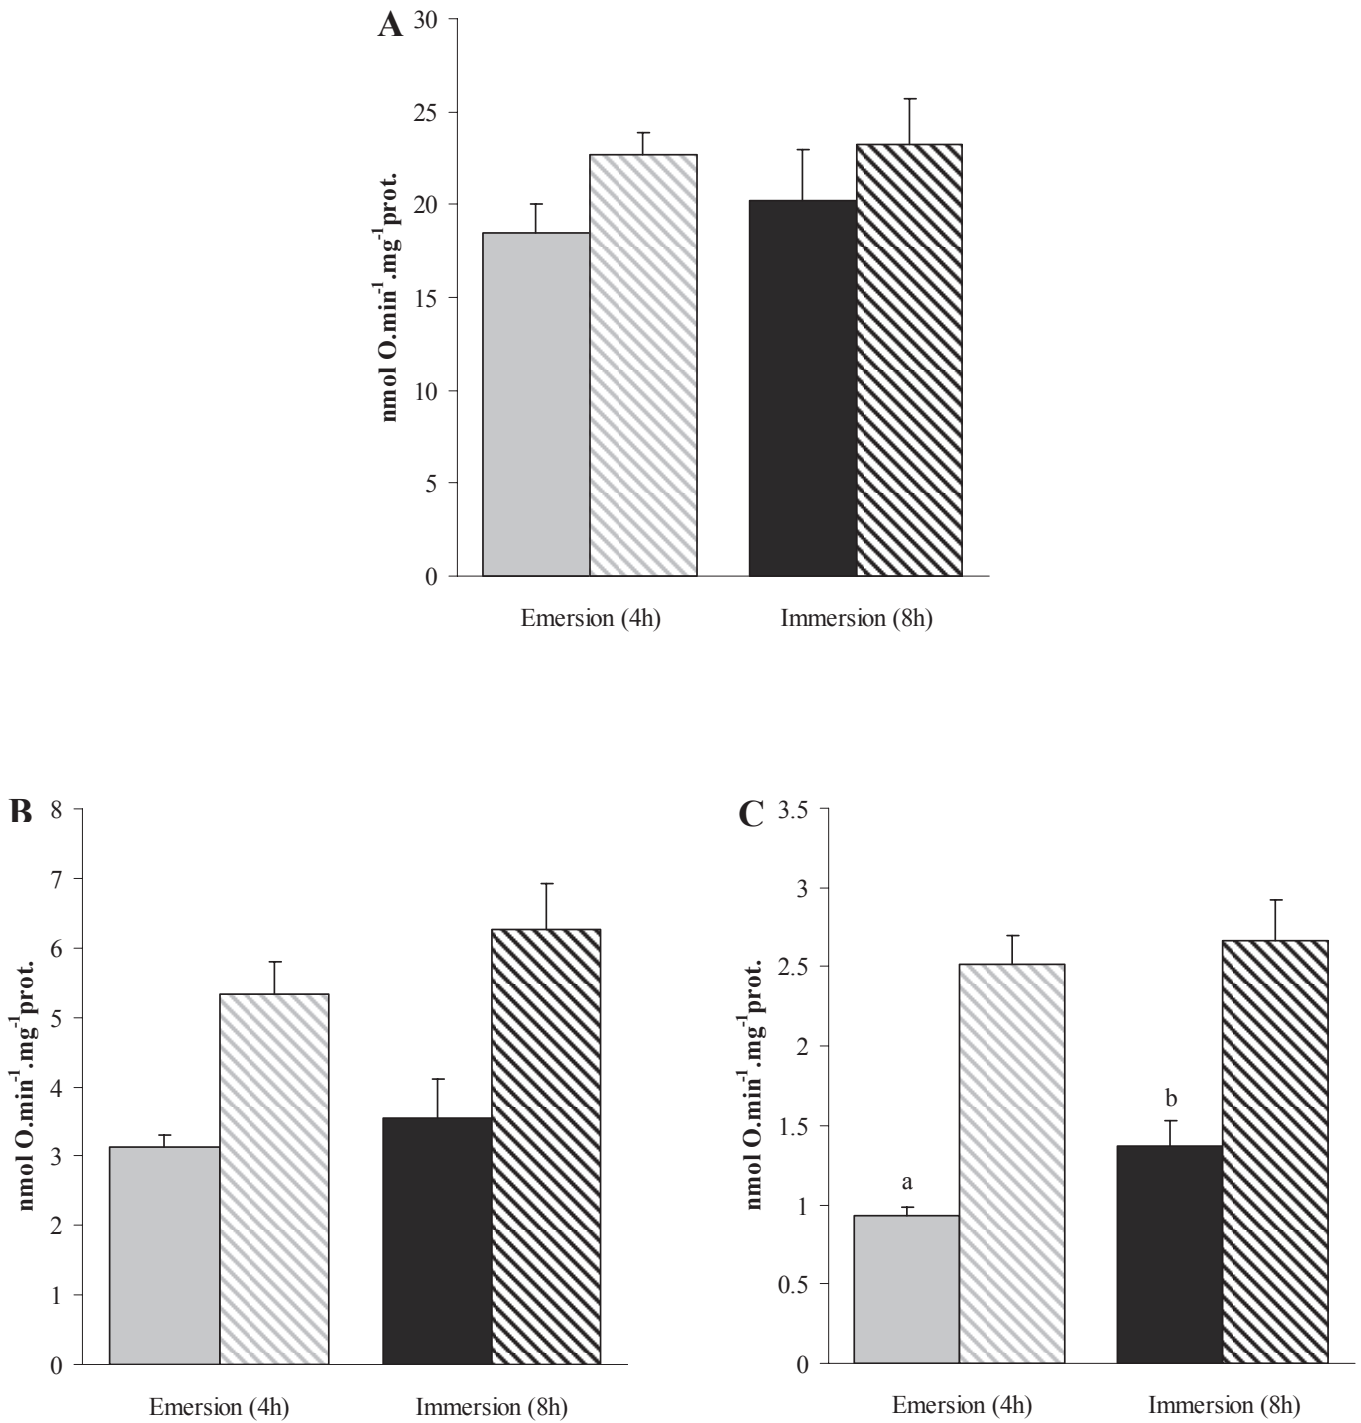 A
30
25
20
15
10
5
0
nmol O.min⁻¹.mg⁻¹prot.
Emersion (4h) Immersion (8h)
B
8
7
6
5
4
3
2
1
0
nmol O.min⁻¹.mg⁻¹prot.
Emersion (4h) Immersion (8h)
C
3.5
3
2.5
2
1.5
1
0.5
0
nmol O.min⁻¹.mg⁻¹prot.
a
b
Emersion (4h) Immersion (8h)